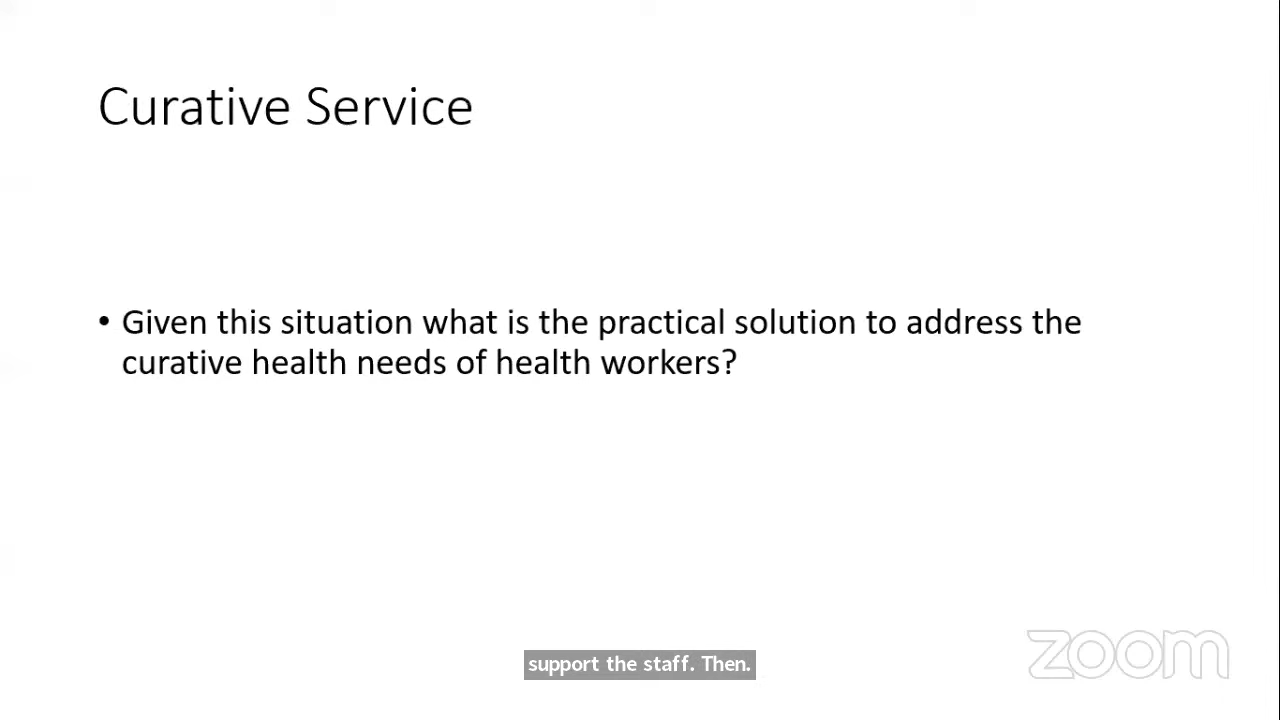 Curative Service
• Given this situation what is the practical solution to address the
curative health needs of health workers?
support the staff. Then.
zoom